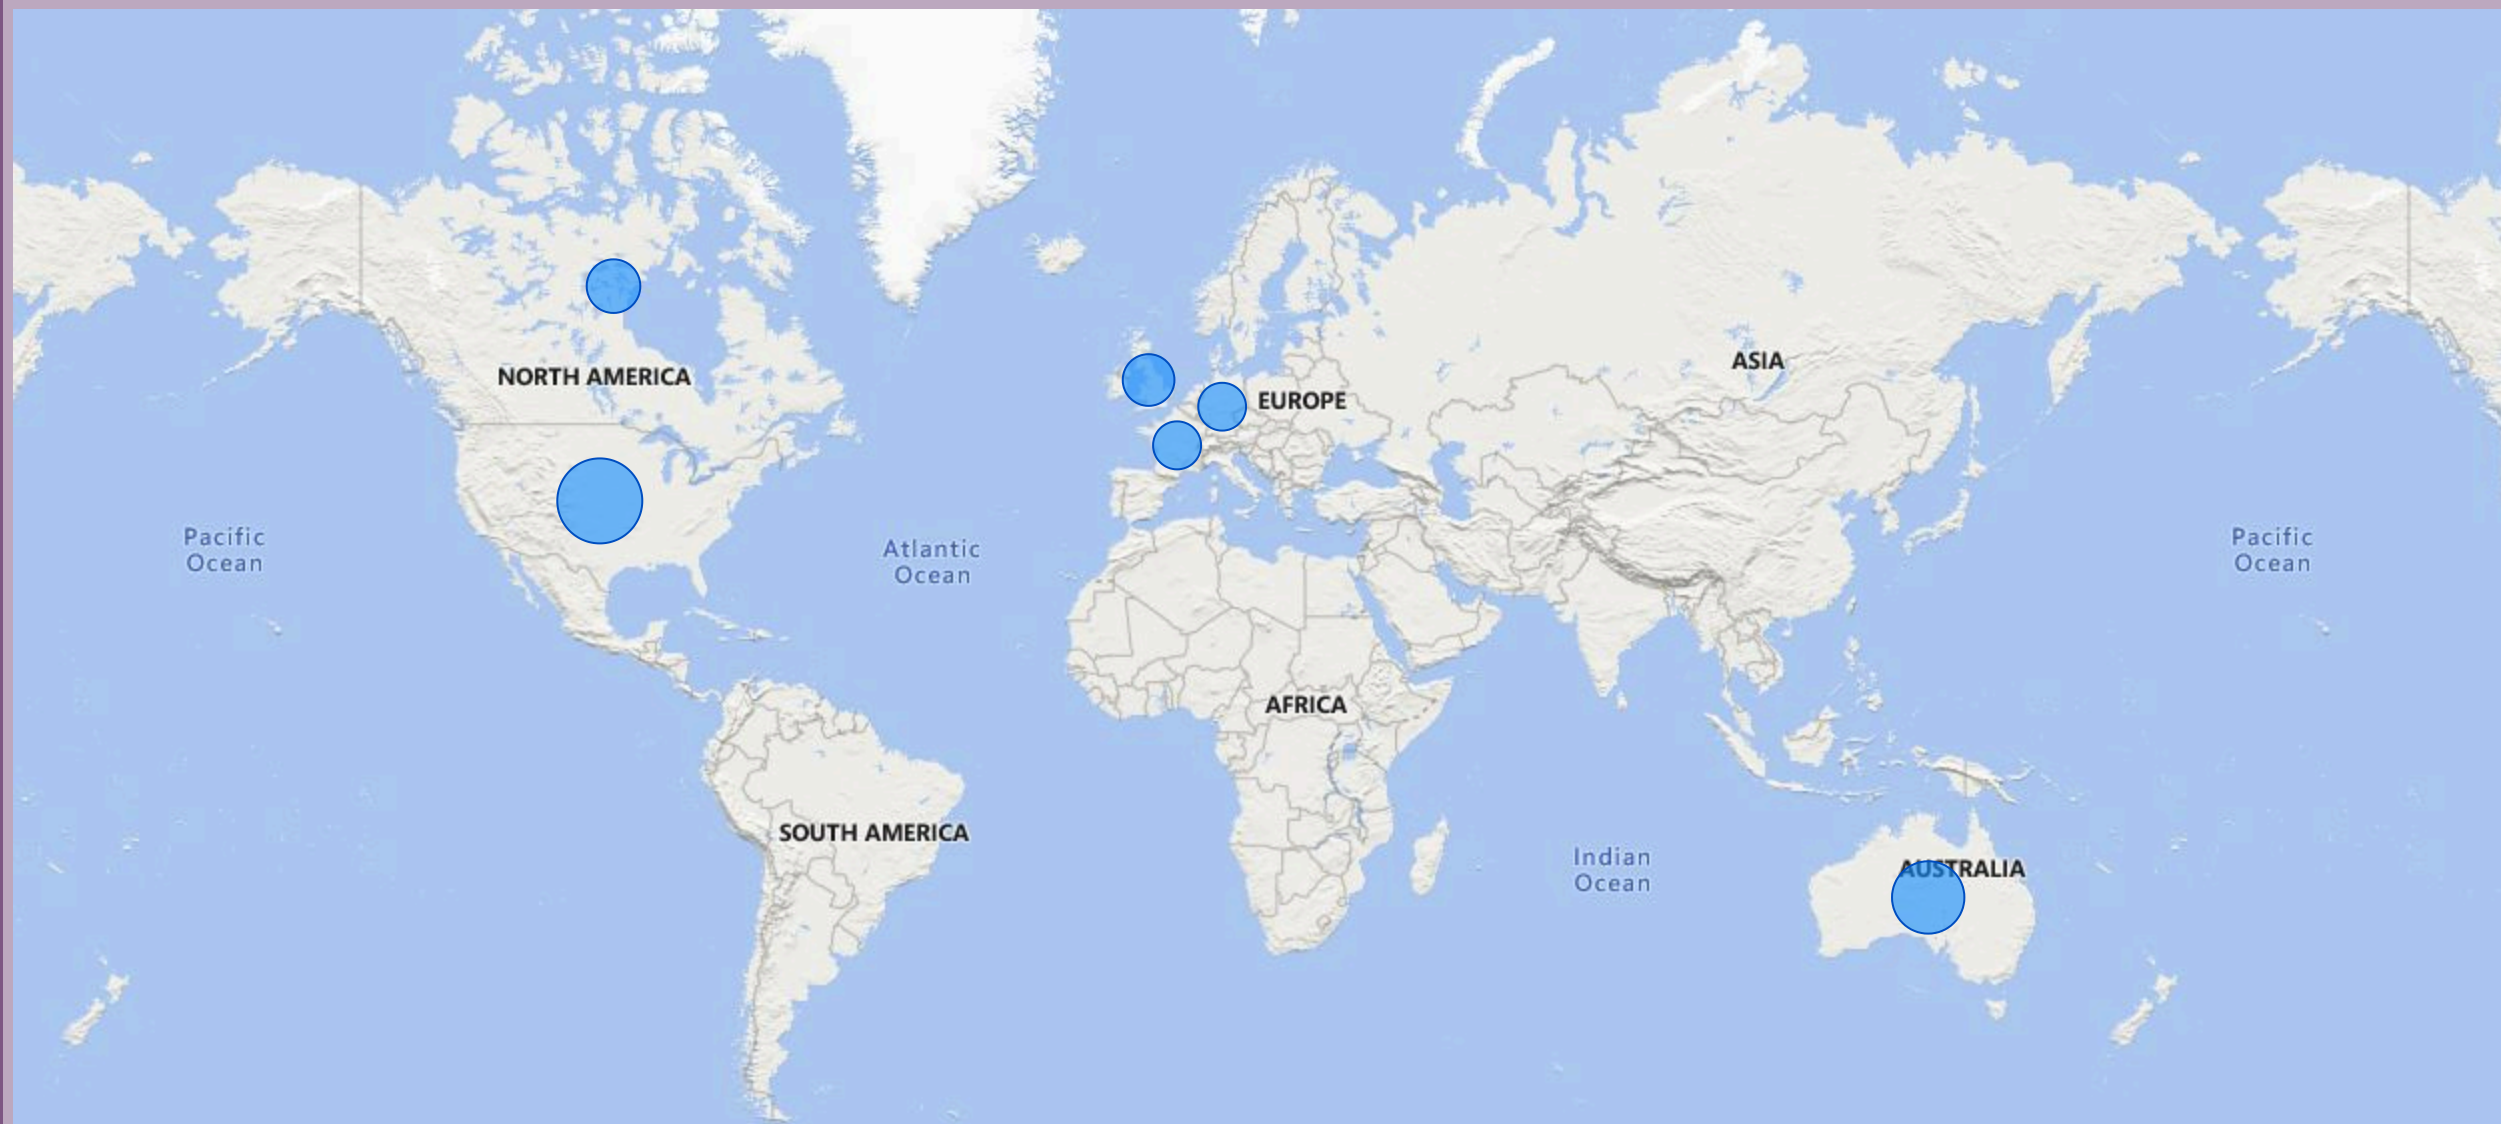 ASIA
NORTH AMERICA
EUROPE
Pacific
Ocean
Atlantic
Ocean
Pacific
Ocean
AFRICA
SOUTH AMERICA
Indian
Ocean
AUSTRALIA